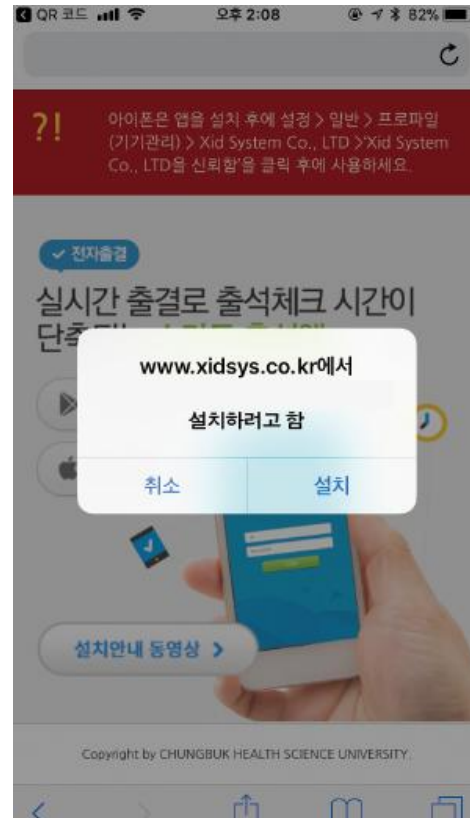 QR 코드 오후 2:08 82%
?! 아이폰은 앱을 설치 후에 설정 > 일반 > 프로파일
(기기관리) > Xid System Co., LTD >'Xid System
Co., LTD을 신뢰함'을 클릭 후에 사용하세요.
전자출결
실시간 출결로 출석체크 시간이
www.xidsys.co.kr에서
설치하려고 함
취소 설치
설치안내 동영상 >
Copyright by CHUNGBUK HEALTH SCIENCE UNIVERSITY.